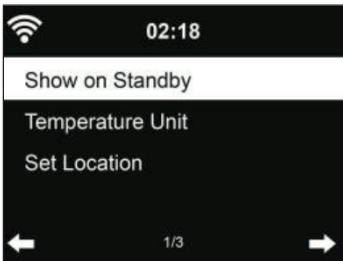 02:18
Show on Standby
Temperature Unit
Set Location
1/3